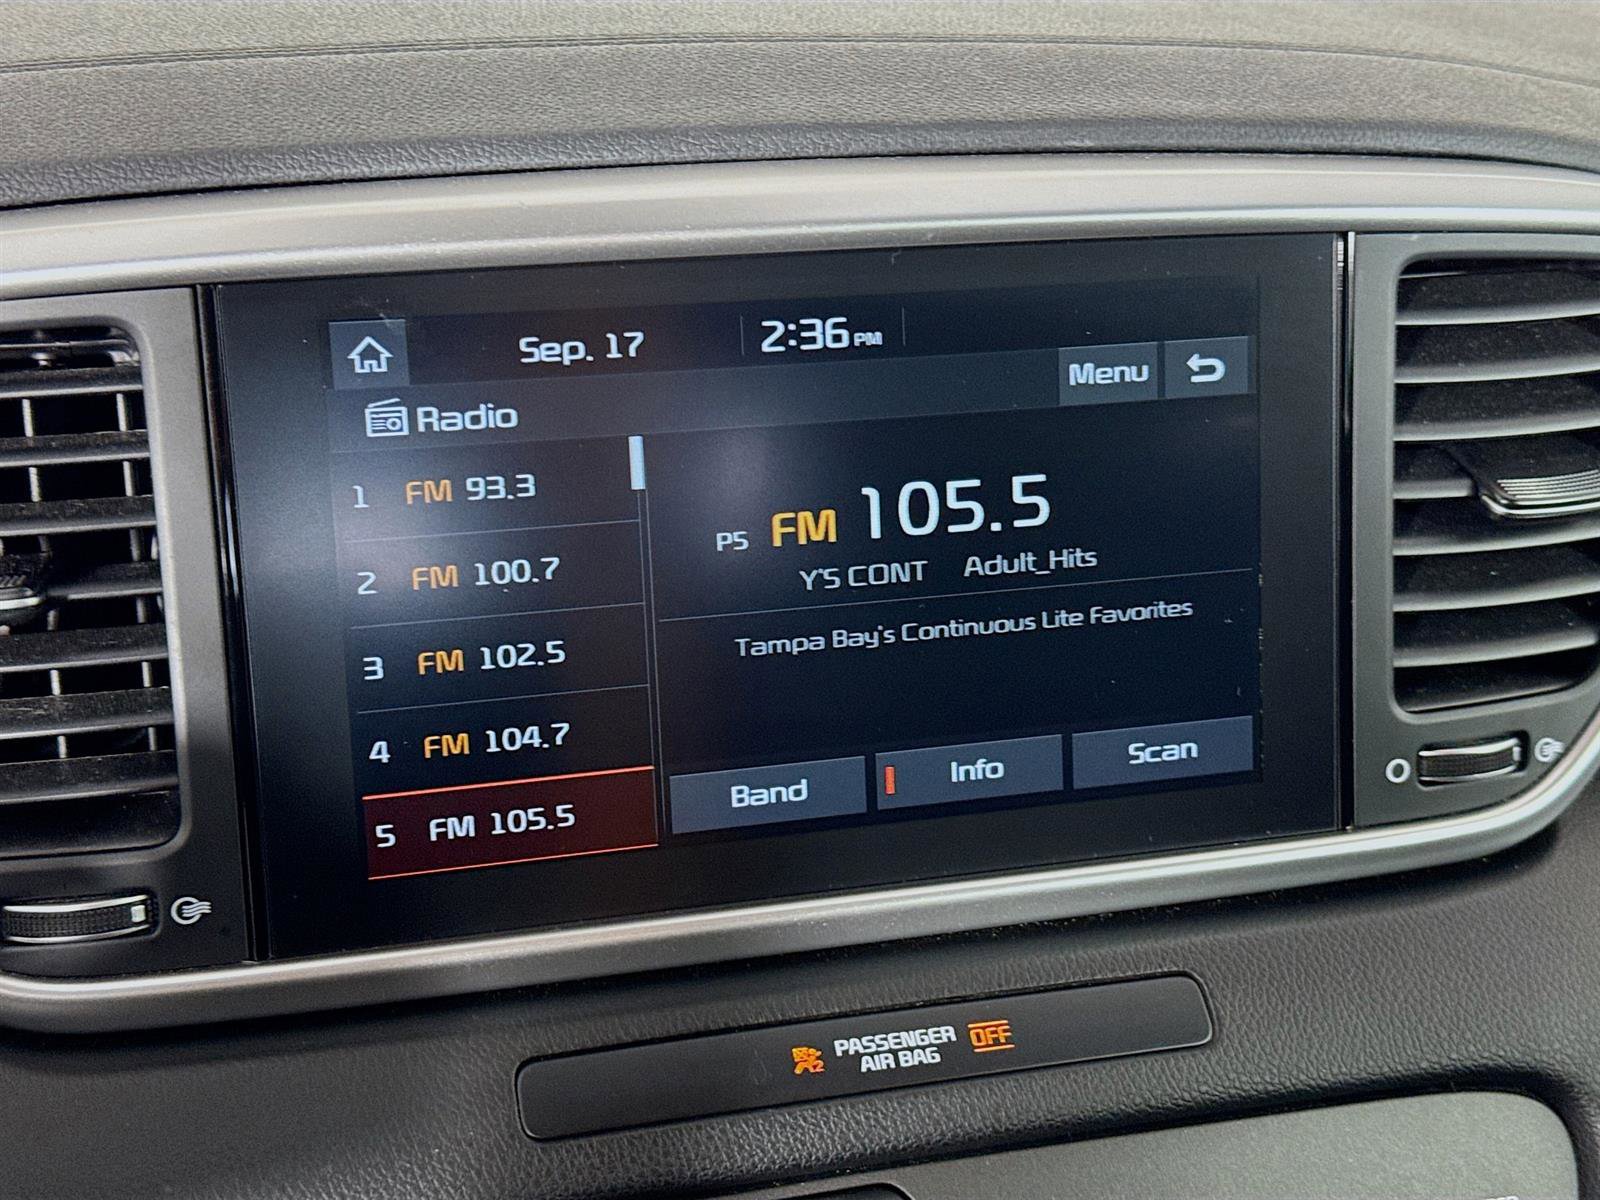 Sep. 17
2:36 PM
Menu
Radio
1 FM 93.3
2 FM 100.7
3 FM 102.5
4 FM 104.7
5 FM 105.5
P5 FM 105.5
Y'S CONT Adult_Hits
Tampa Bay's Continuous Lite Favorites
Band
Info
Scan
PASSENGER
AIR BAG
OFF
2
O